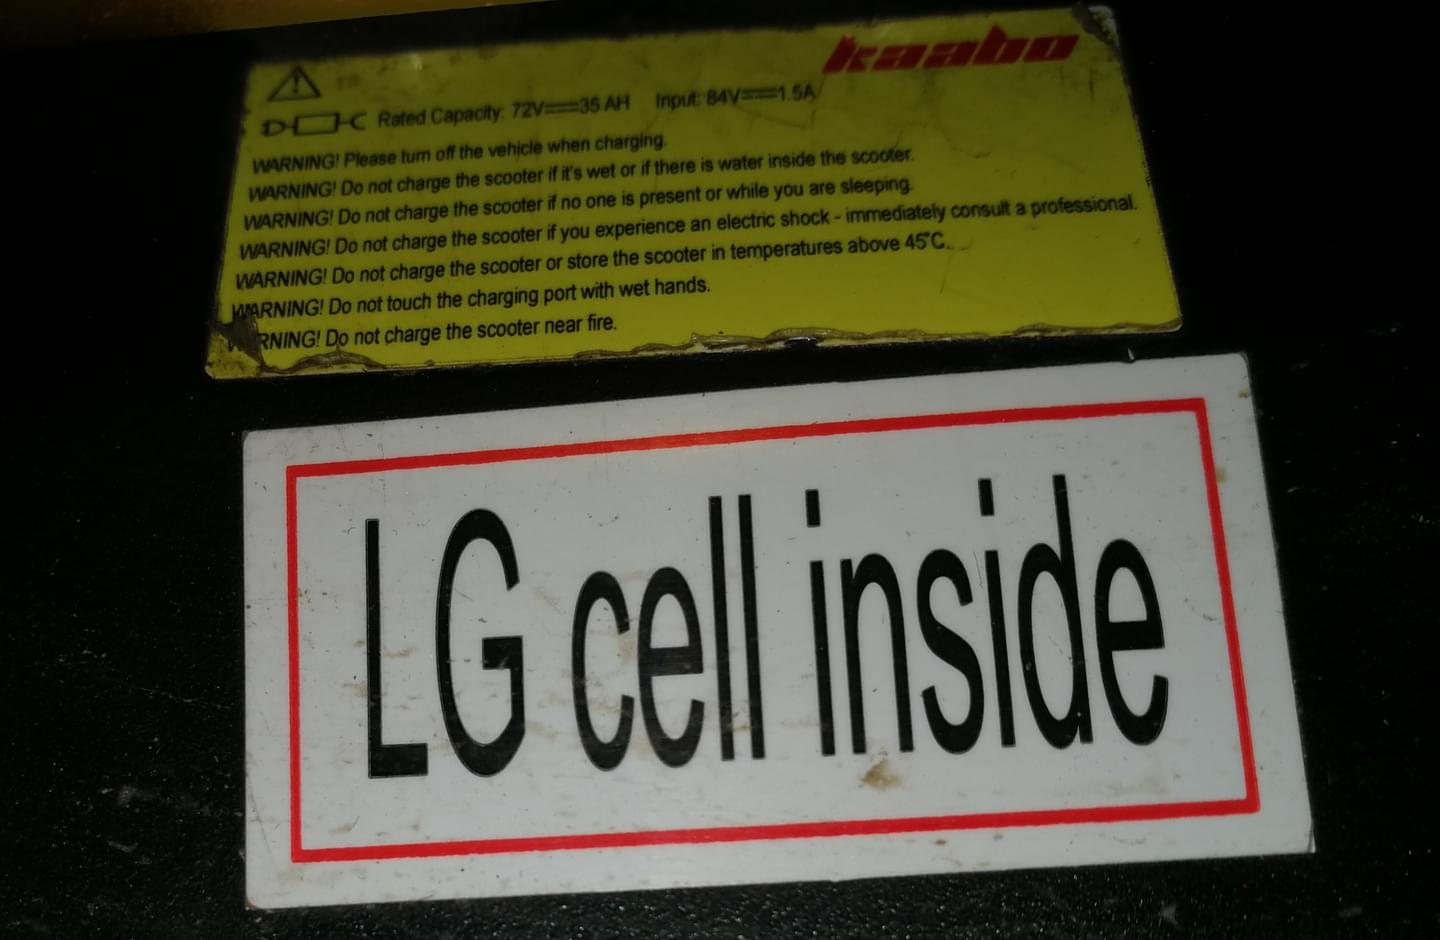 kaabo
Rated Capacity: 72V⎓35 AH Input: 84V⎓1.5A
WARNING! Please turn off the vehicle when charging.
WARNING! Do not charge the scooter if it's wet or if there is water inside the scooter.
WARNING! Do not charge the scooter if no one is present or while you are sleeping.
WARNING! Do not charge the scooter if you experience an electric shock - immediately consult a professional.
WARNING! Do not charge the scooter or store the scooter in temperatures above 45°C.
WARNING! Do not touch the charging port with wet hands.
WARNING! Do not charge the scooter near fire.
LG cell inside